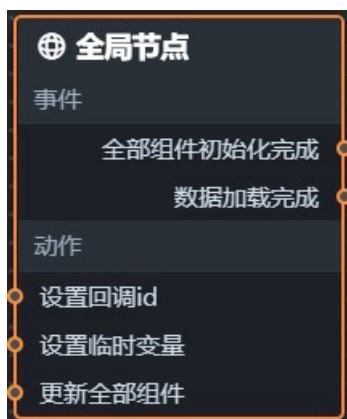 全局节点
事件
全部组件初始化完成
数据加载完成
动作
设置回调id
设置临时变量
更新全部组件